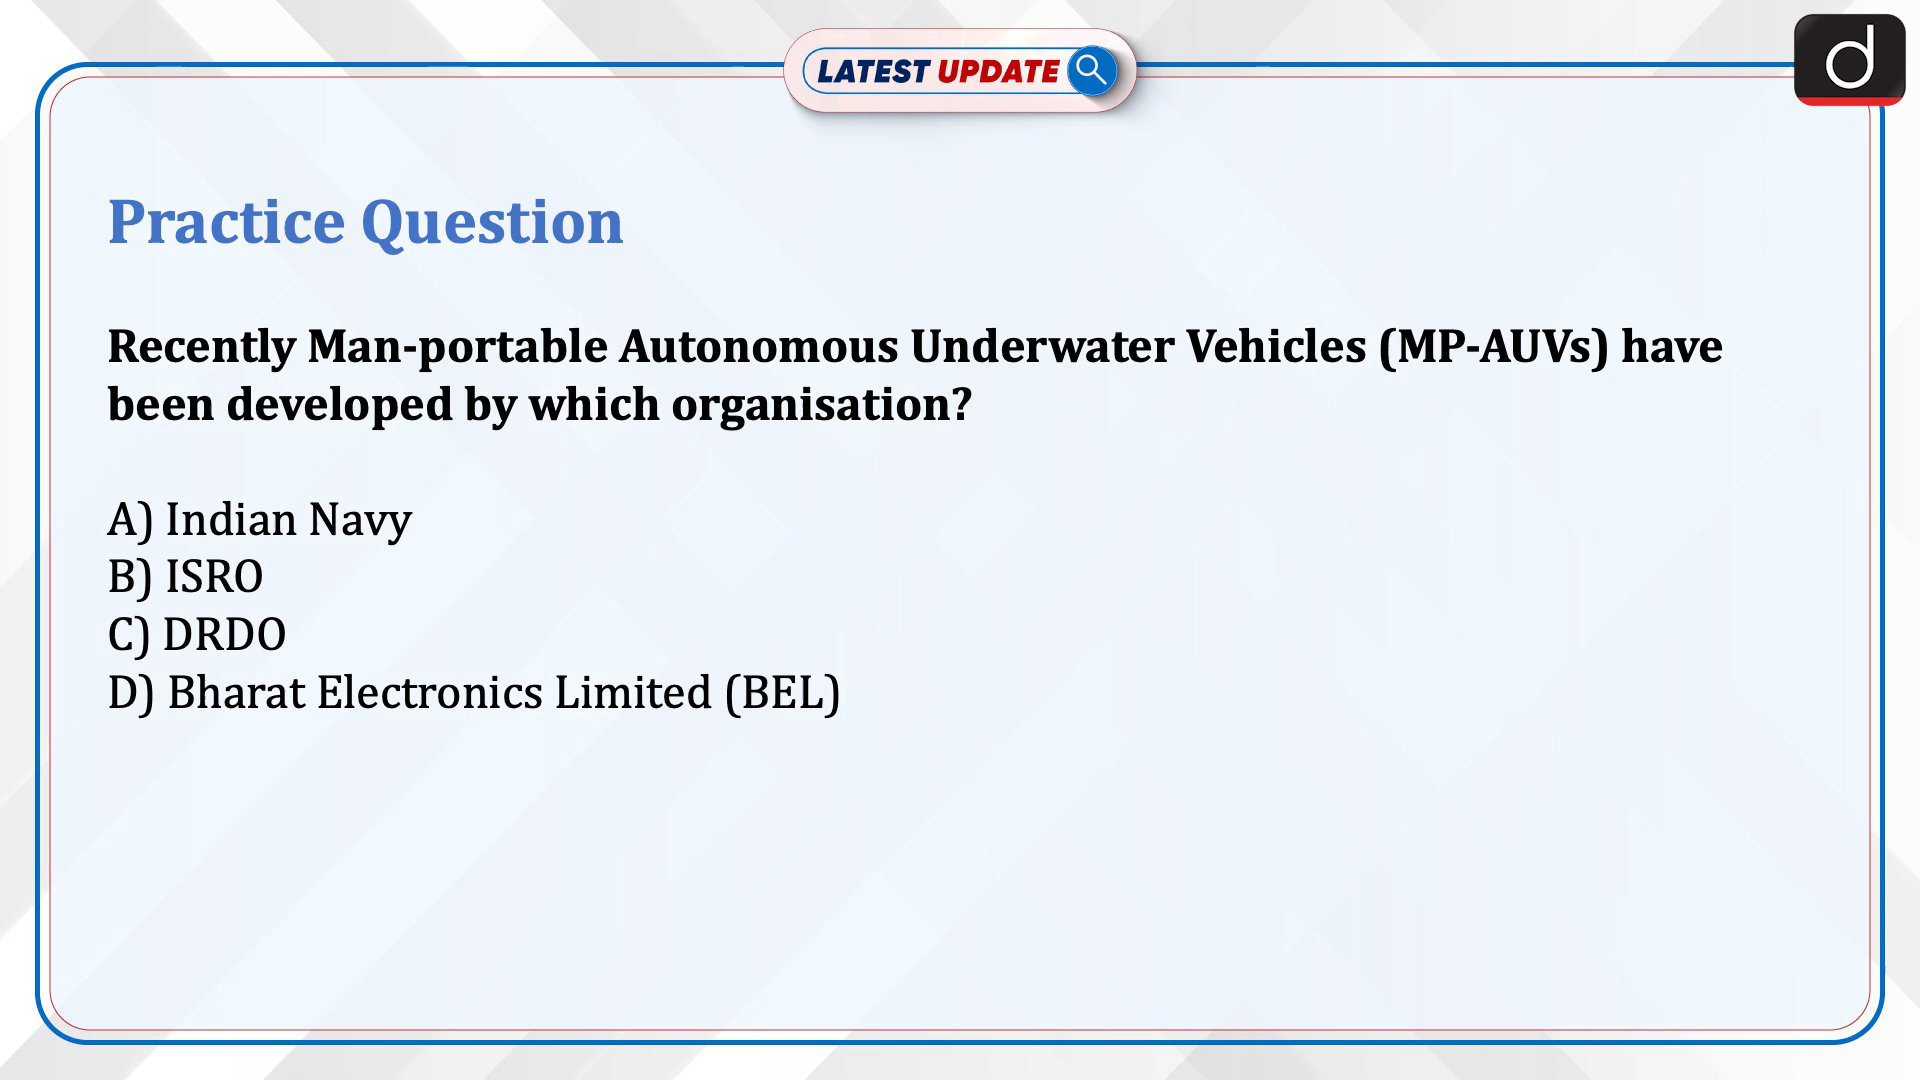 LATEST UPDATE
d
Practice Question
Recently Man-portable Autonomous Underwater Vehicles (MP-AUVs) have
been developed by which organisation?
A) Indian Navy
B) ISRO
C) DRDO
D) Bharat Electronics Limited (BEL)